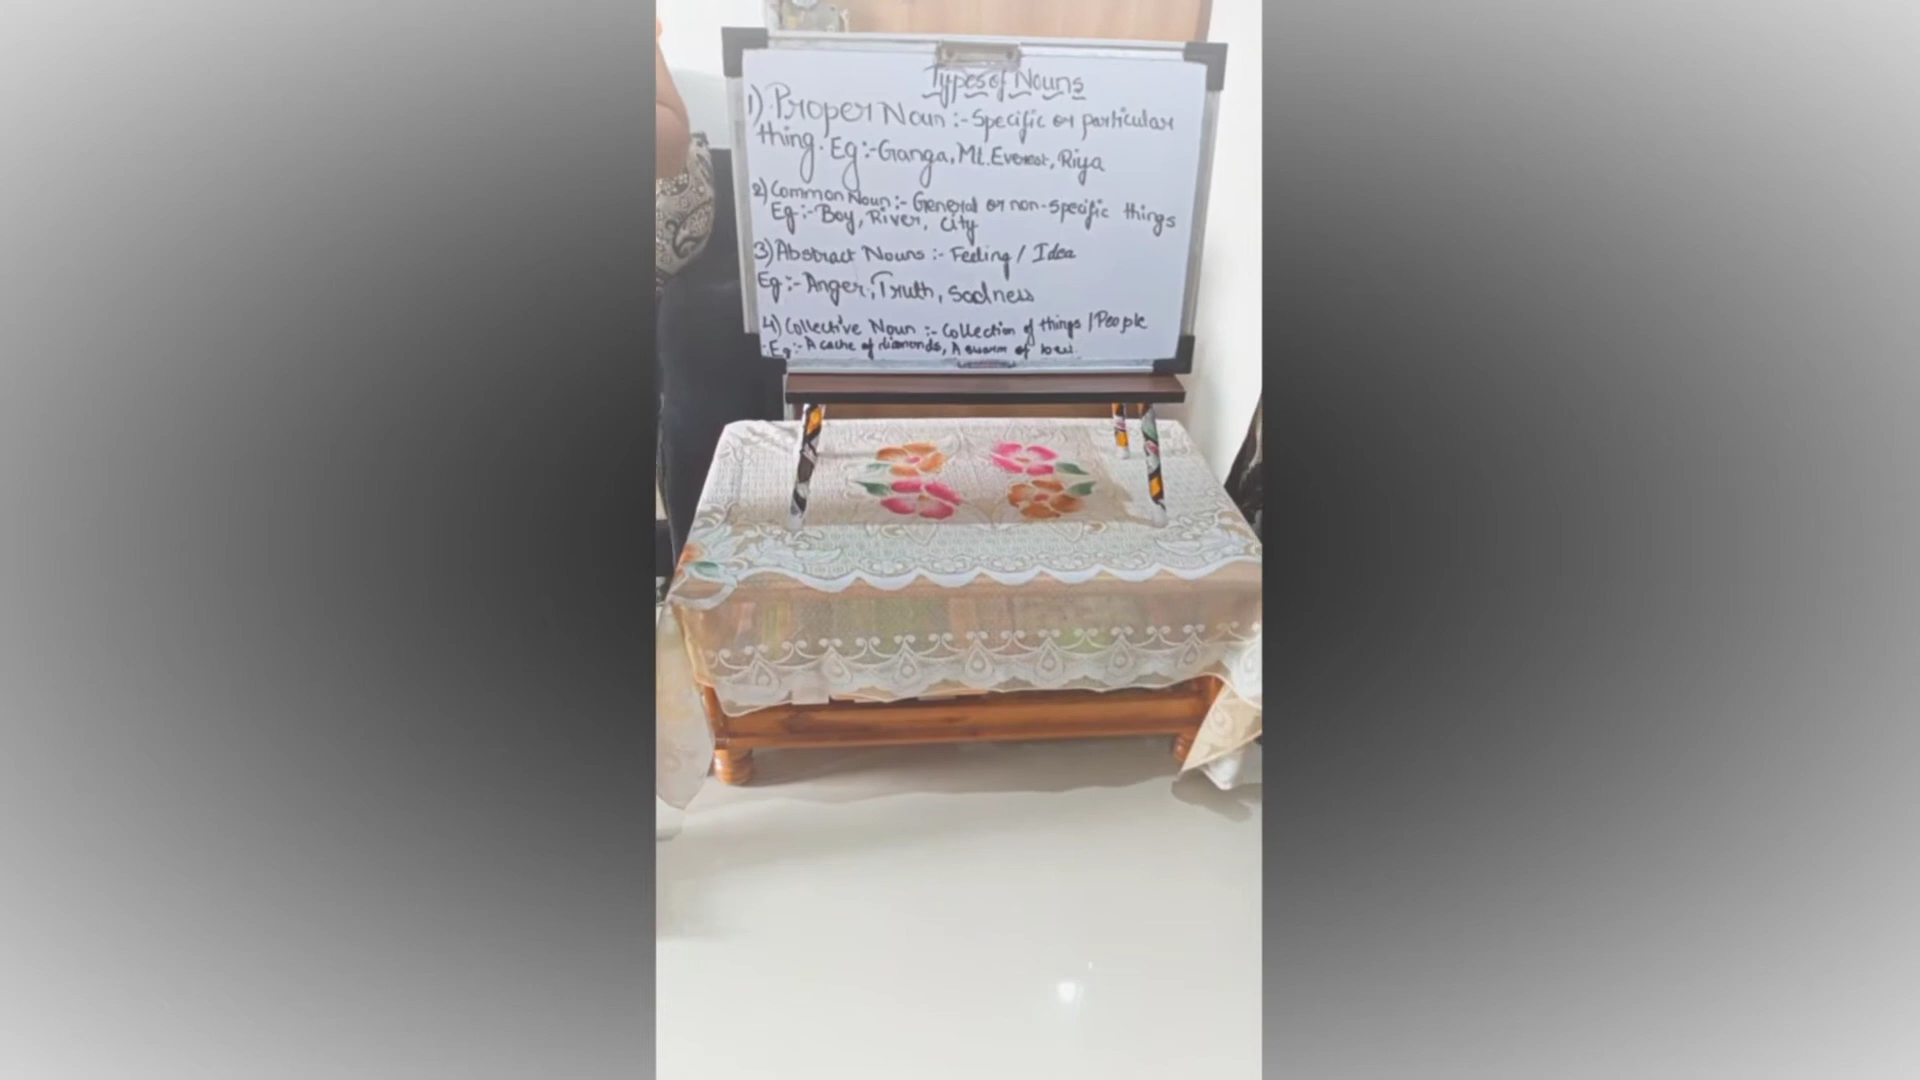 Types of Nouns
1) Proper Noun :- Specific or particular
thing. Eg:- Ganga, Mt. Everest, Riya
2) Common Noun :- General or non-specific things
Eg:- Boy, River, City
3) Abstract Nouns :- Feeling / Idea
Eg:- Anger, Truth, Sadness
4) Collective Noun :- Collection of things / People
Eg:- A cache of diamonds, A swarm of bees